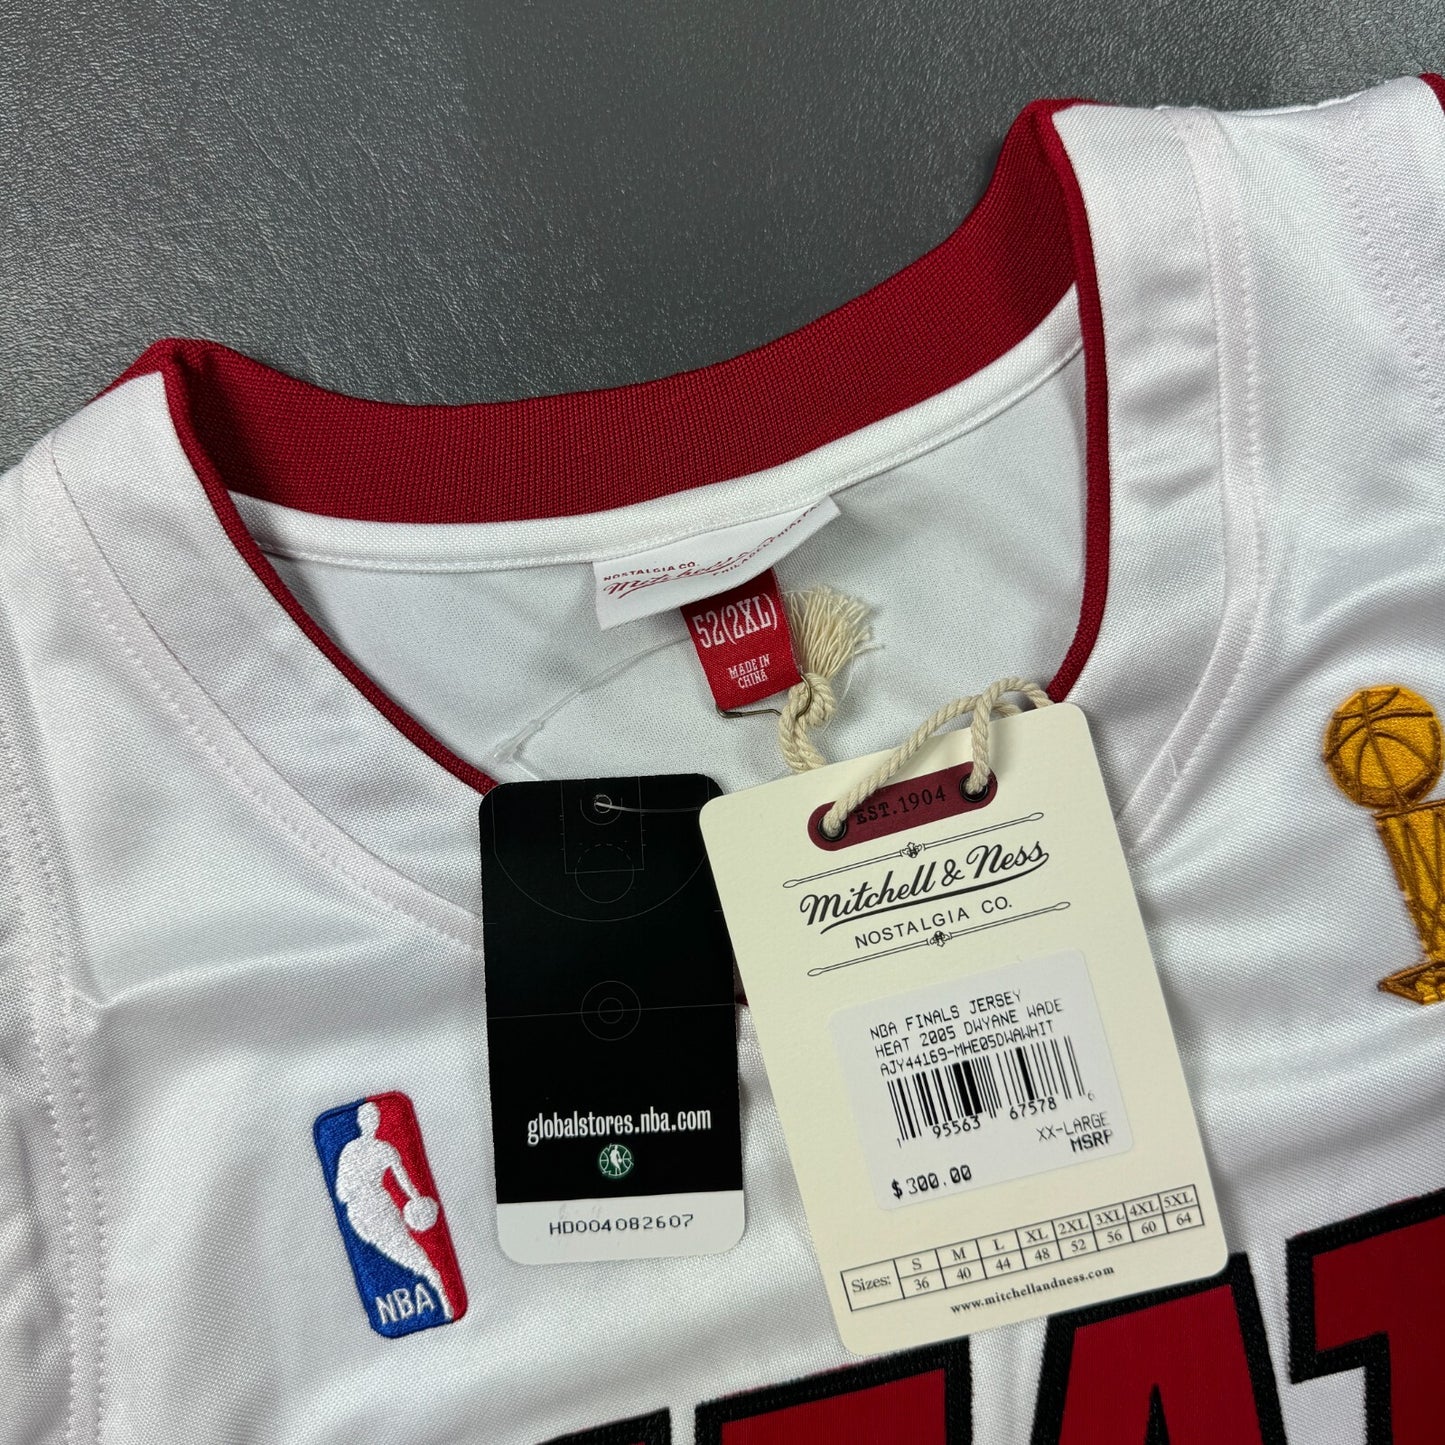 NOSTALGIA CO.
52(2XL)
MADE IN
CHINA
EST.1904
Mitchell & Ness
NOSTALGIA CO.
NBA FINALS JERSEY
HEAT 2005 DWYANE WADE
AJY44169-MHE05DWAWHIT
1 95563 67578 6
XX-LARGE
MSRP
$300.00
Sizes: S M L XL 2XL 3XL 4XL 5XL
36 40 44 48 52 56 60 64
www.mitchellandness.com
globalstores.nba.com
HD004082607
NBA